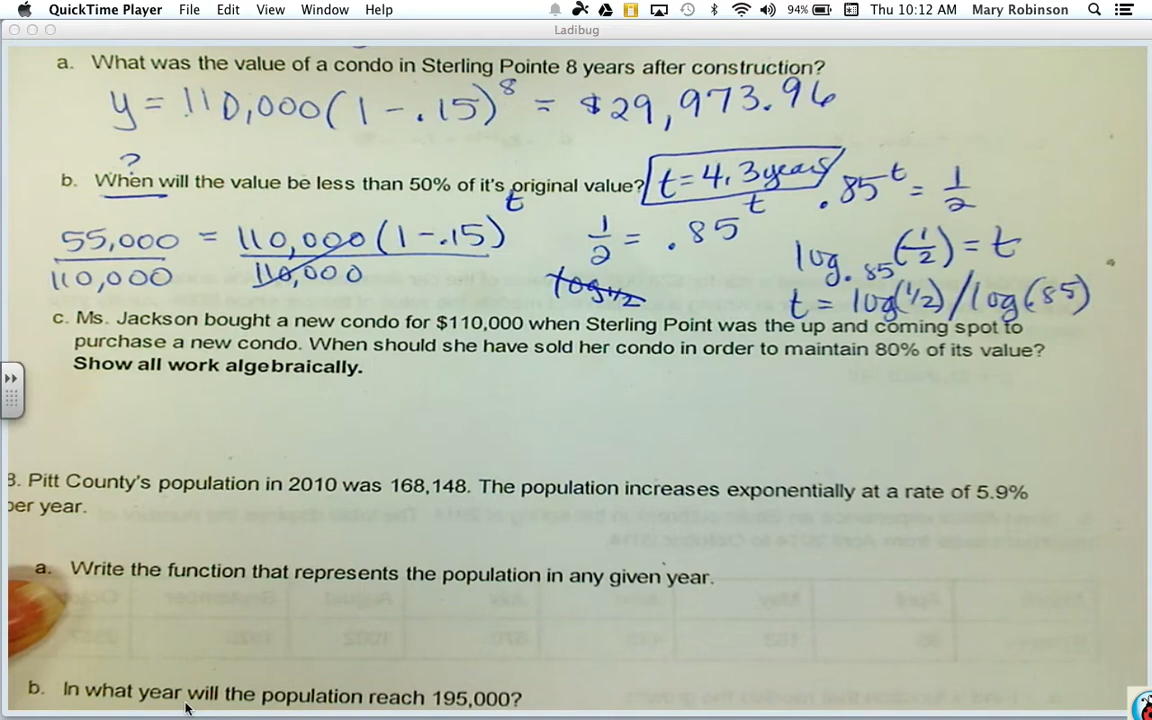 QuickTime Player File Edit View Window Help 94% Thu 10:12 AM Mary Robinson
Ladibug
a. What was the value of a condo in Sterling Pointe 8 years after construction?
y = 110,000(1 - .15)^8 = $29,973.96
?
b. When will the value be less than 50% of it's original value? t = 4.3 years .85^t = 1/2
55,000/110,000 = 110,000(1 - .15)^t/110,000 1/2 = .85^t log.85(1/2) = t
log 1/2 t = log(1/2)/log(.85)
c. Ms. Jackson bought a new condo for $110,000 when Sterling Point was the up and coming spot to
purchase a new condo. When should she have sold her condo in order to maintain 80% of its value?
Show all work algebraically.
3. Pitt County's population in 2010 was 168,148. The population increases exponentially at a rate of 5.9%
per year.
a. Write the function that represents the population in any given year.
b. In what year will the population reach 195,000?